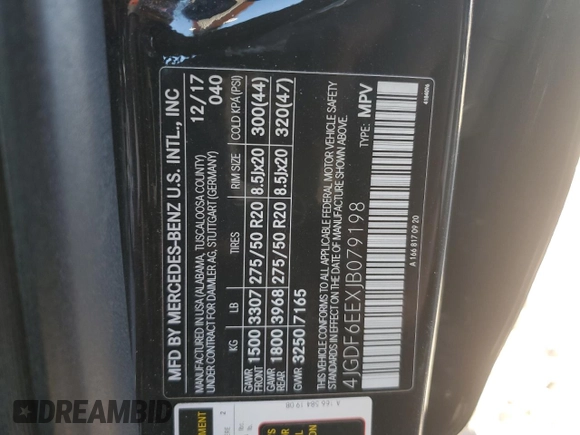 MFD BY MERCEDES-BENZ U.S. INTL., INC
12/17
MANUFACTURED IN USA (ALABAMA, TUSCALOOSA COUNTY)
UNDER CONTRACT FOR DAIMLER AG, STUTTGART (GERMANY)
040
KG LB TIRES RIM SIZE COLD KPA (PSI)
GAWR FRONT 1500 3307 275/50 R20 8.5Jx20 300(44)
GAWR REAR 1800 3968 275/50 R20 8.5Jx20 320(47)
GVWR 3250 7165
THIS VEHICLE CONFORMS TO ALL APPLICABLE FEDERAL MOTOR VEHICLE SAFETY
STANDARDS IN EFFECT ON THE DATE OF MANUFACTURE SHOWN ABOVE.
4JGDF6EEXJB079198
TYPE: MPV
A 166 817 09 20
AUTOBIDMASTER